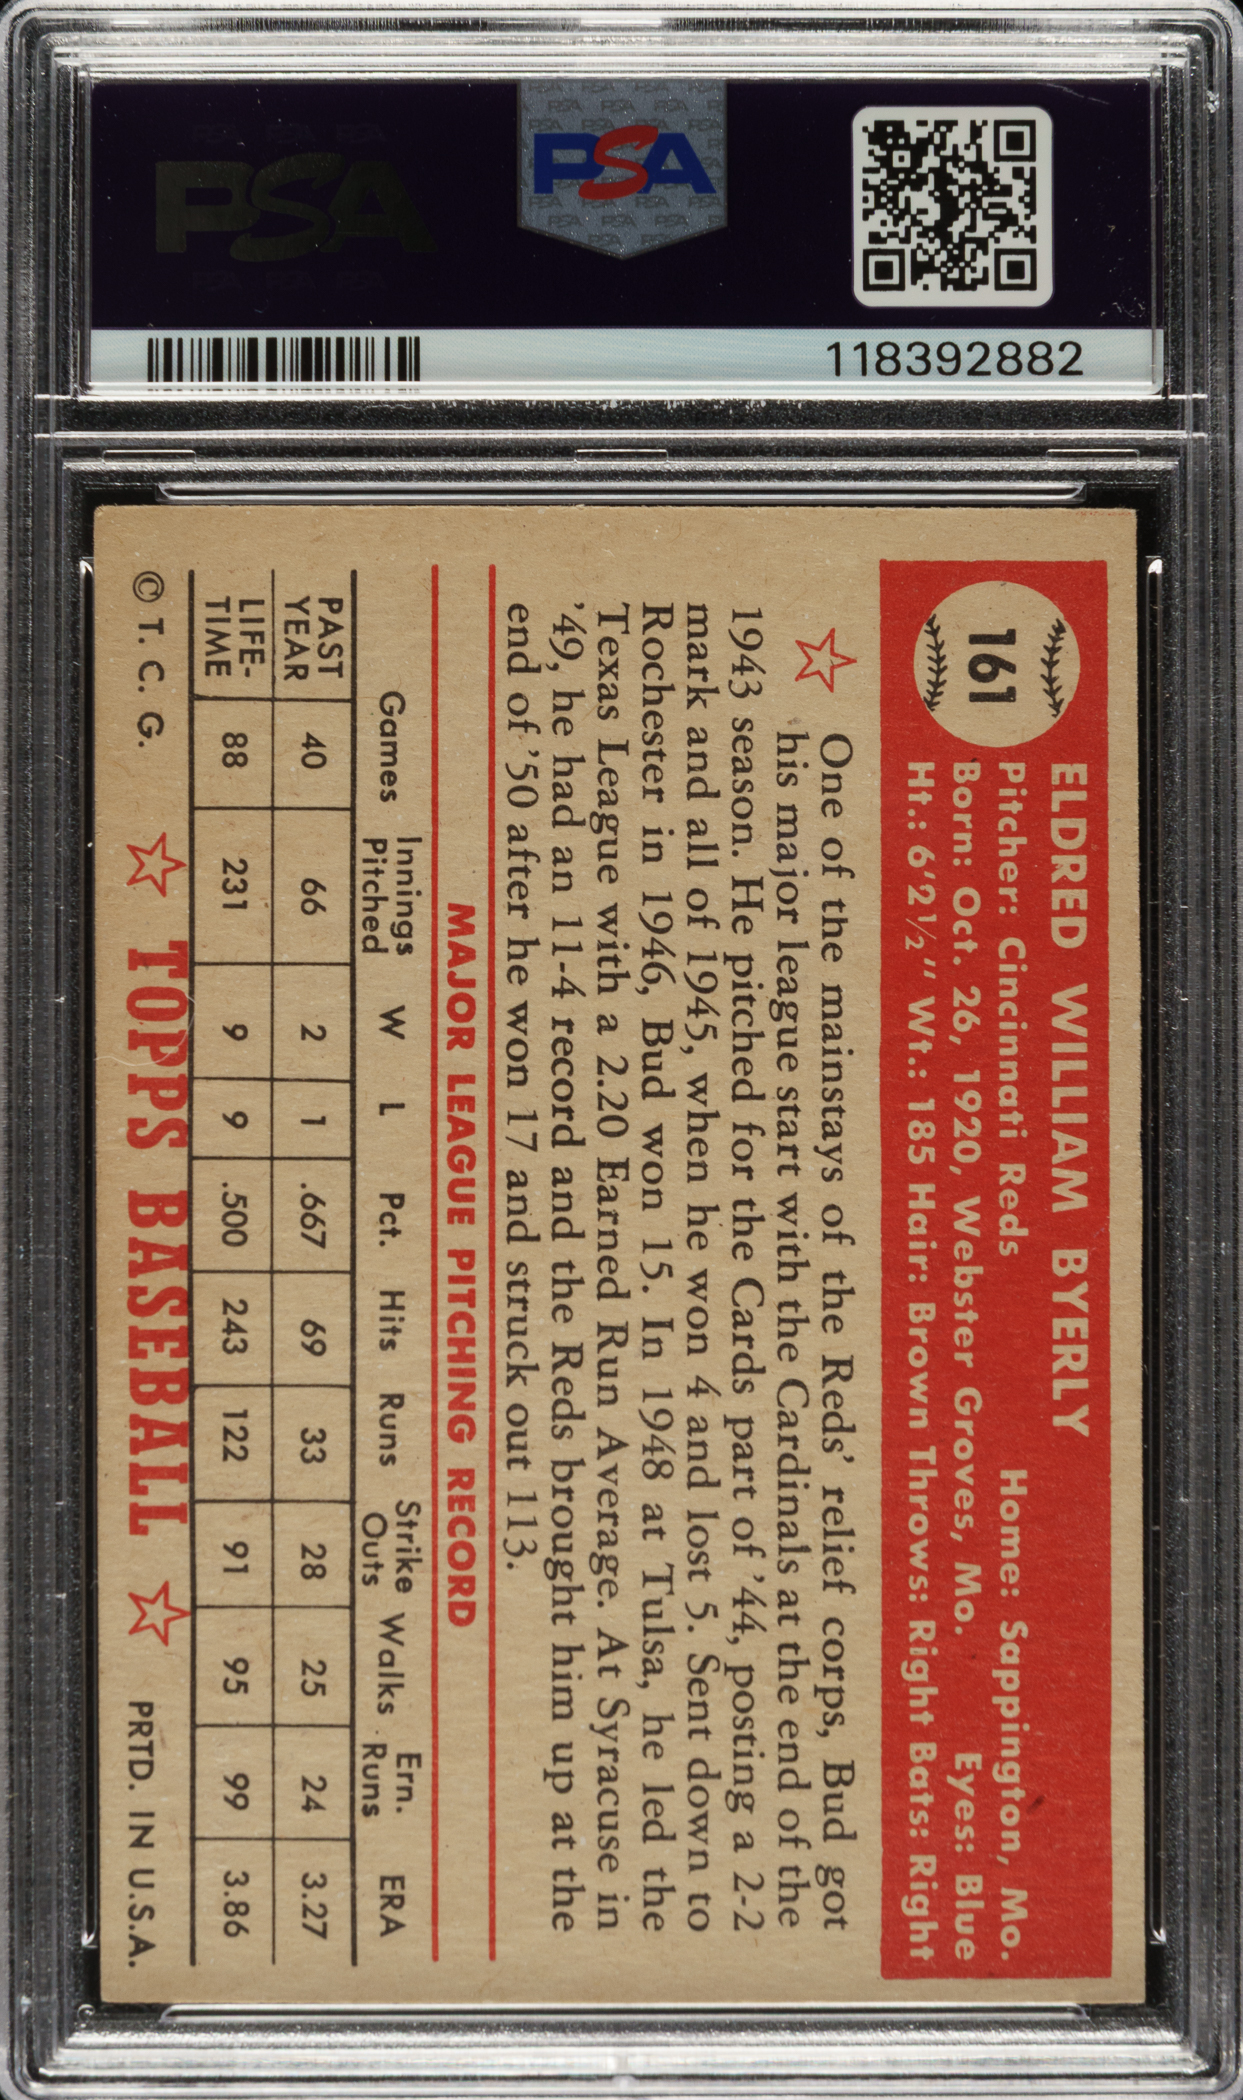 PSA
PSA
118392882
161
ELDRED WILLIAM BYERLY
Pitcher: Cincinnati Reds Home: Sappington, Mo.
Born: Oct. 26, 1920, Webster Groves, Mo. Eyes: Blue
Ht.: 6'2½" Wt.: 185 Hair: Brown Throws: Right Bats: Right
One of the mainstays of the Reds' relief corps, Bud got
his major league start with the Cardinals at the end of the
1943 season. He pitched for the Cards part of '44, posting a 2-2
mark and all of 1945, when he won 4 and lost 5. Sent down to
Rochester in 1946, Bud won 15. In 1948 at Tulsa, he led the
Texas League with a 2.20 Earned Run Average. At Syracuse in
'49, he had an 11-4 record and the Reds brought him up at the
end of '50 after he won 17 and struck out 113.
MAJOR LEAGUE PITCHING RECORD
Games Innings Pitched W L Pct. Hits Runs Strike Outs Walks Ern. Runs ERA
PAST YEAR 40 66 2 1 .667 69 33 28 25 24 3.27
LIFE-TIME 88 231 9 9 .500 243 122 91 95 99 3.86
© T. C. G. TOPPS BASEBALL PRTD. IN U.S.A.